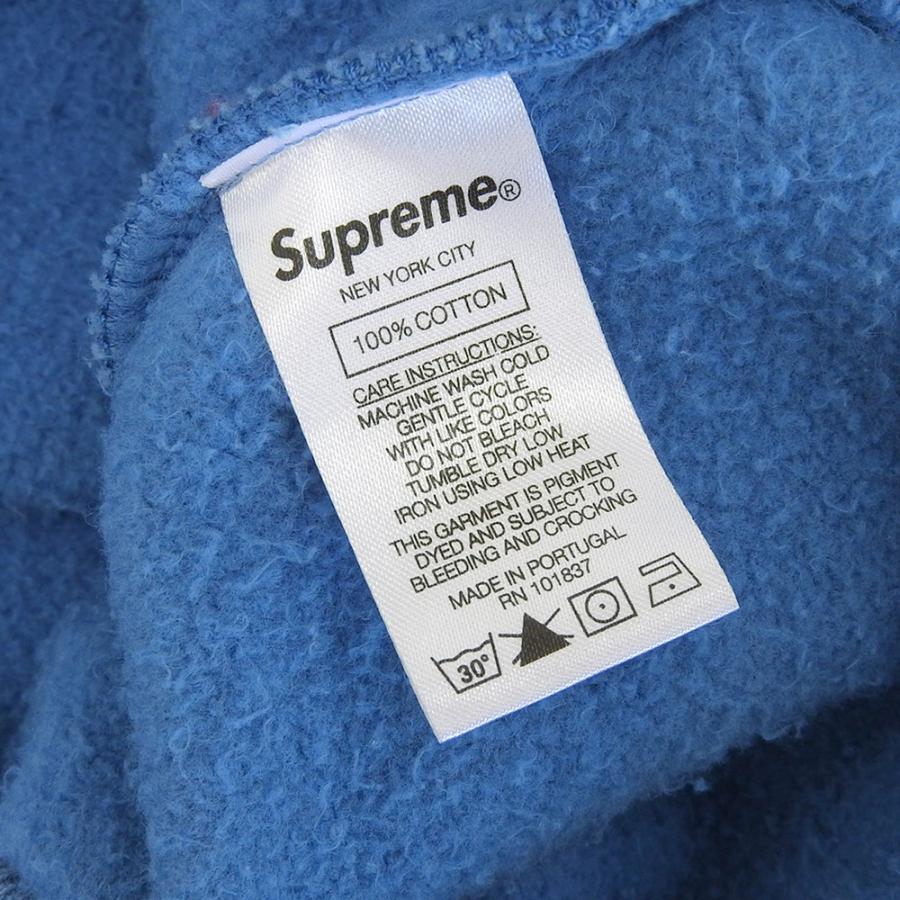 Supreme®
NEW YORK CITY
100% COTTON
CARE INSTRUCTIONS:
MACHINE WASH COLD
GENTLE CYCLE
WITH LIKE COLORS
DO NOT BLEACH
TUMBLE DRY LOW
IRON USING LOW HEAT
THIS GARMENT IS PIGMENT
DYED AND SUBJECT TO
BLEEDING AND CROCKING
MADE IN PORTUGAL
RN 101837
30°